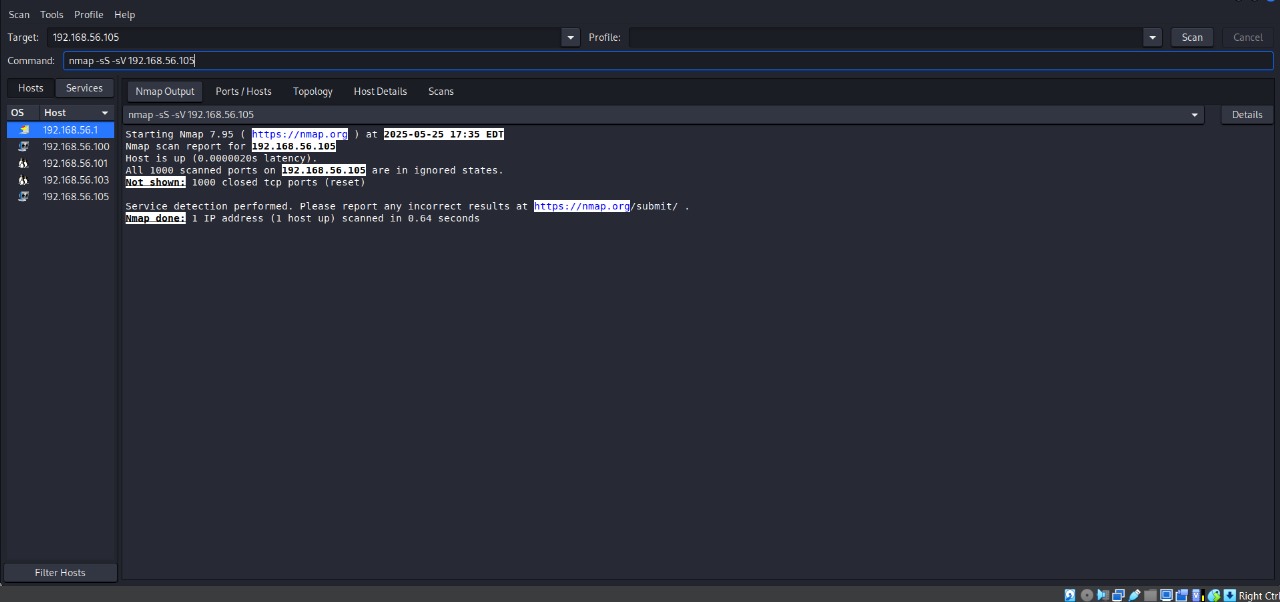 Scan Tools Profile Help
Target: 192.168.56.105 Profile: Scan Cancel
Command: nmap -sS -sV 192.168.56.105
Hosts Services Nmap Output Ports / Hosts Topology Host Details Scans
OS Host nmap -sS -sV 192.168.56.105 Details
192.168.56.1
192.168.56.100
192.168.56.101
192.168.56.103
192.168.56.105
Starting Nmap 7.95 ( https://nmap.org ) at 2025-05-25 17:35 EDT
Nmap scan report for 192.168.56.105
Host is up (0.0000020s latency).
All 1000 scanned ports on 192.168.56.105 are in ignored states.
Not shown: 1000 closed tcp ports (reset)
Service detection performed. Please report any incorrect results at https://nmap.org/submit/ .
Nmap done: 1 IP address (1 host up) scanned in 0.64 seconds
Filter Hosts
Right Ctrl